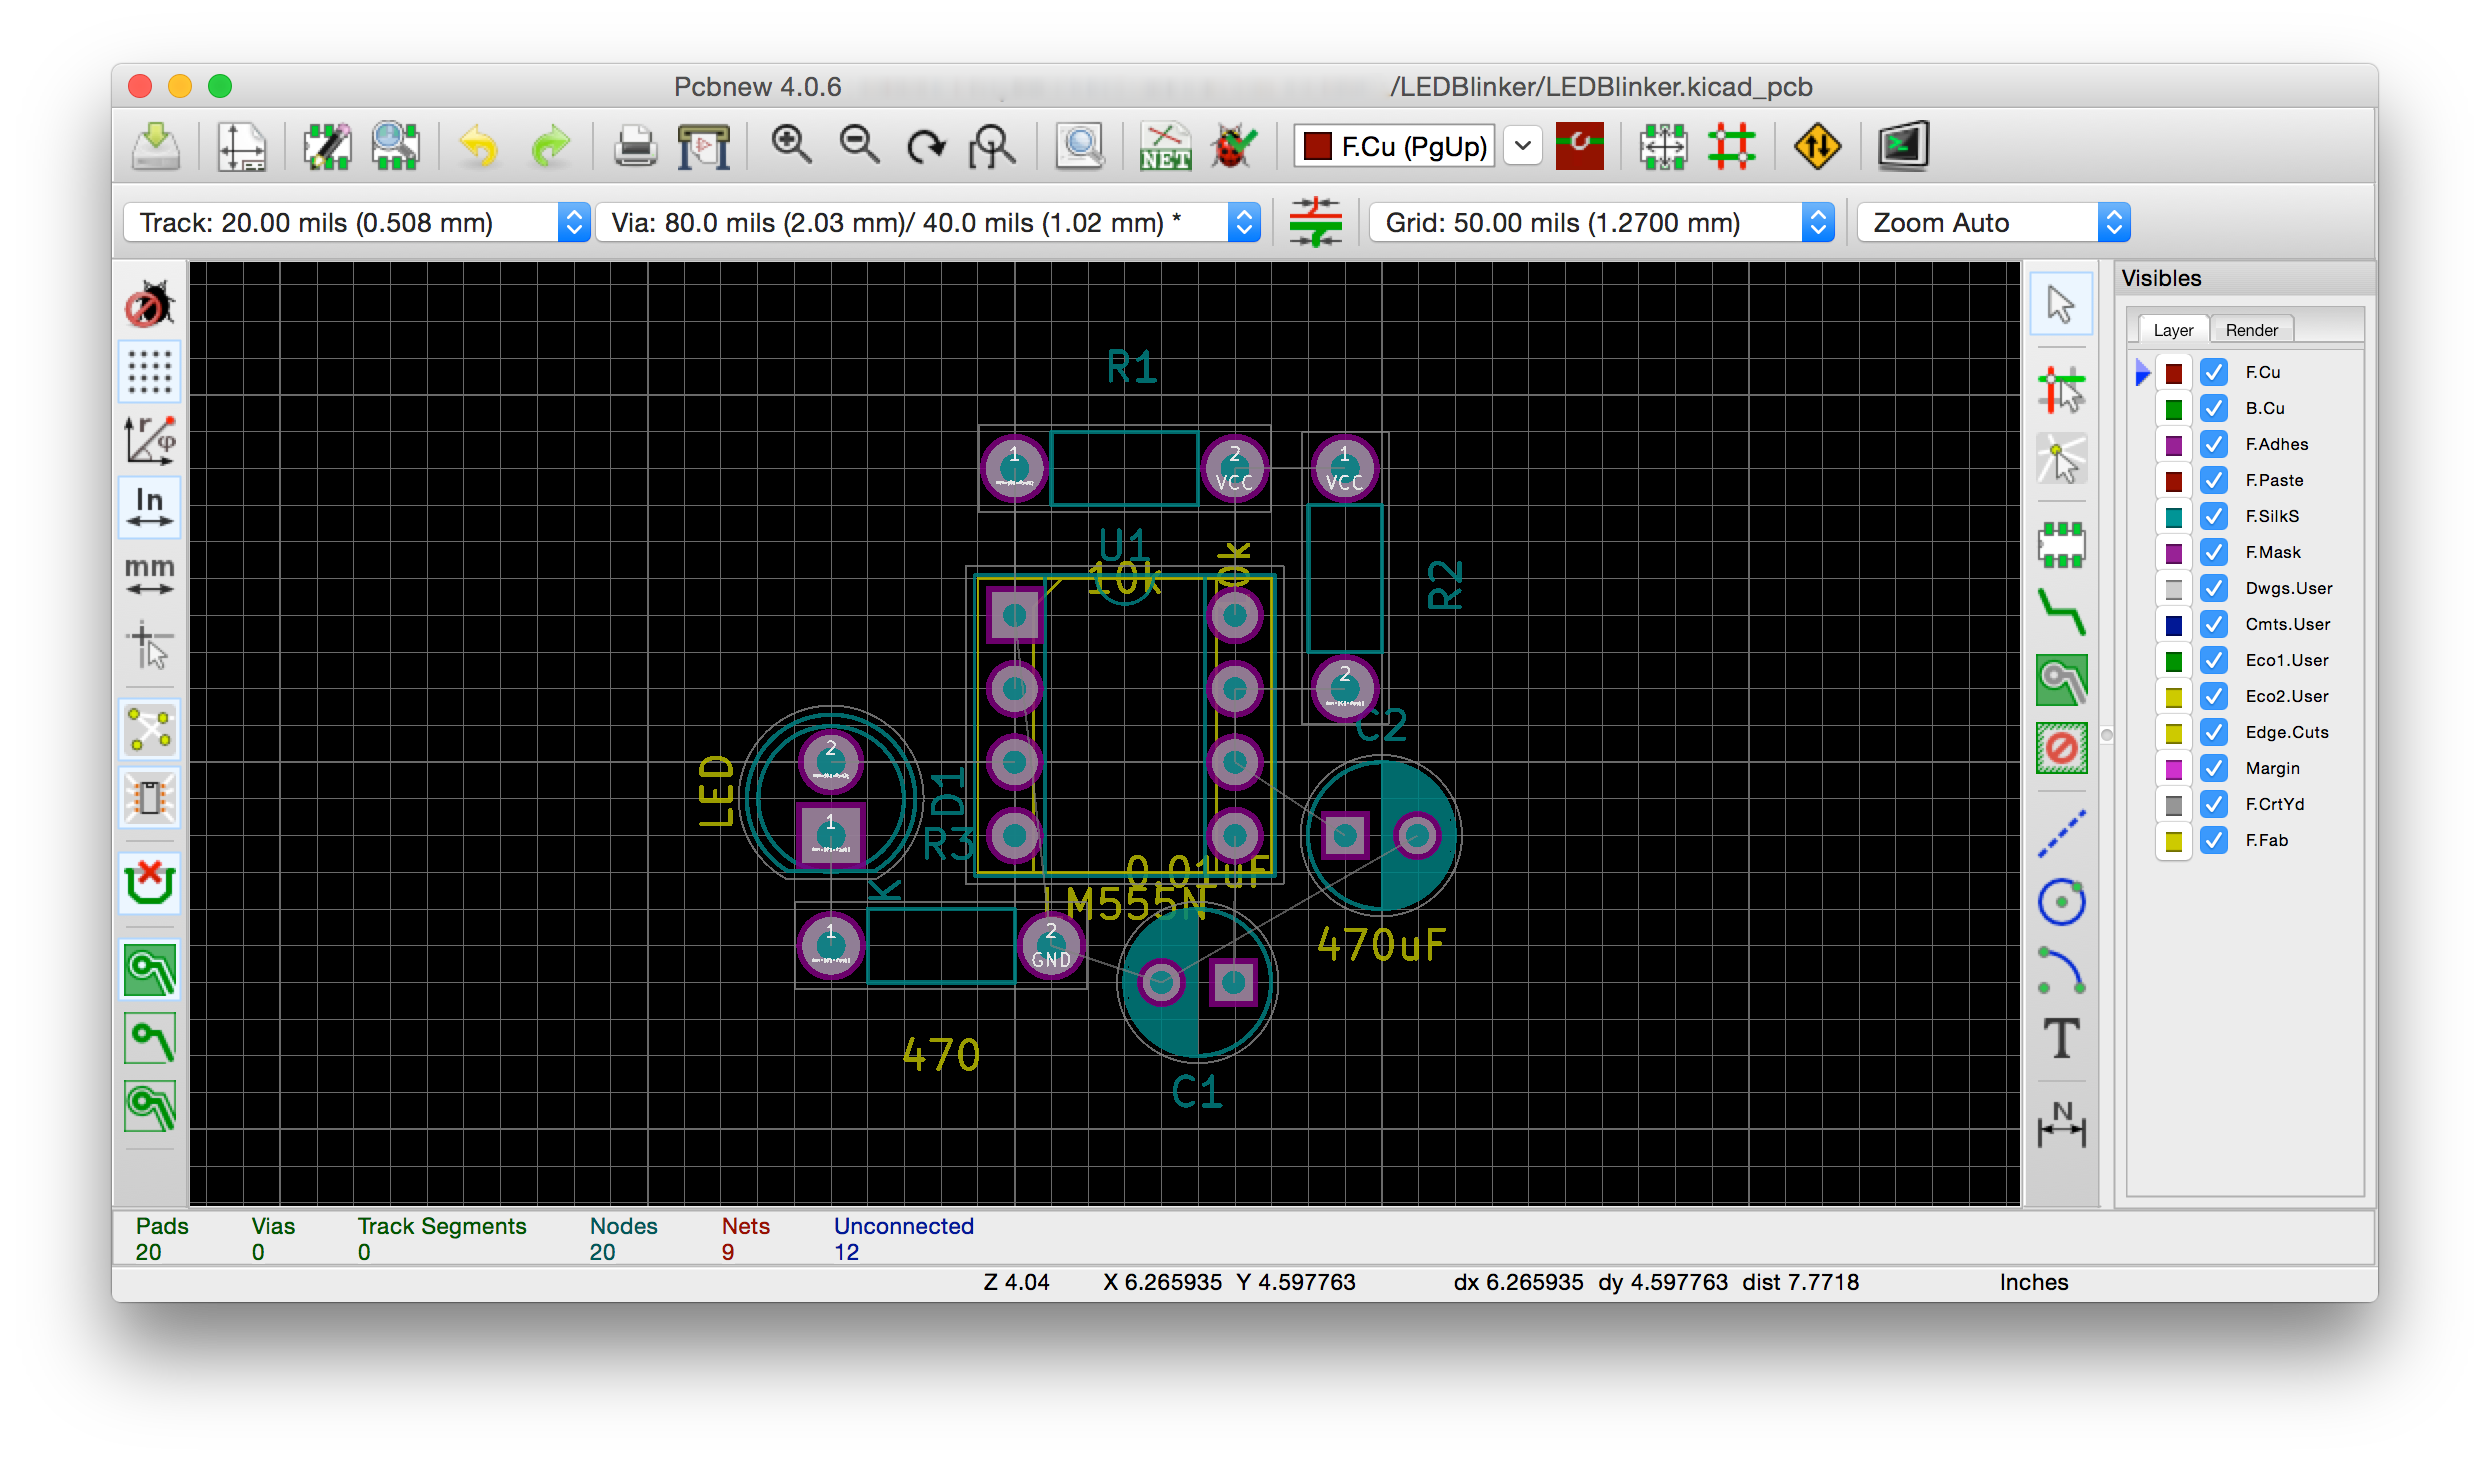 Pcbnew 4.0.6 /LEDBlinker/LEDBlinker.kicad_pcb
NET F.Cu (PgUp)
Track: 20.00 mils (0.508 mm) Via: 80.0 mils (2.03 mm)/ 40.0 mils (1.02 mm) * Grid: 50.00 mils (1.2700 mm) Zoom Auto
Visibles
Layer Render
F.Cu
B.Cu
F.Adhes
F.Paste
F.SilkS
F.Mask
Dwgs.User
Cmts.User
Eco1.User
Eco2.User
Edge.Cuts
Margin
F.CrtYd
F.Fab
r φ
In
mm
T
N
R1
1 2 1
VCC VCC
U1
10k
R2
2
C2
LED
2
D1
1
R3
K
0.01uF
LM555N
470uF
1 2
GND
470
C1
Pads Vias Track Segments Nodes Nets Unconnected
20 0 0 20 9 12
Z 4.04 X 6.265935 Y 4.597763 dx 6.265935 dy 4.597763 dist 7.7718 Inches